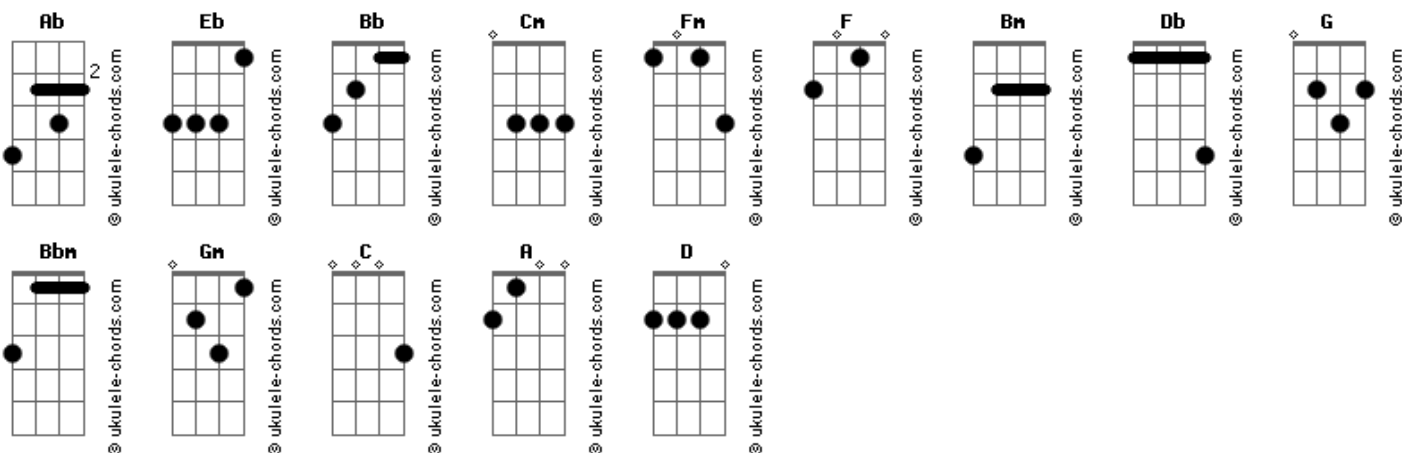 Ab Eb Bb Cm Fm F Bm Db G
2
© ukulele-chords.com © ukulele-chords.com © ukulele-chords.com © ukulele-chords.com © ukulele-chords.com © ukulele-chords.com © ukulele-chords.com © ukulele-chords.com © ukulele-chords.com
Bbm Gm C A D
© ukulele-chords.com © ukulele-chords.com © ukulele-chords.com © ukulele-chords.com © ukulele-chords.com